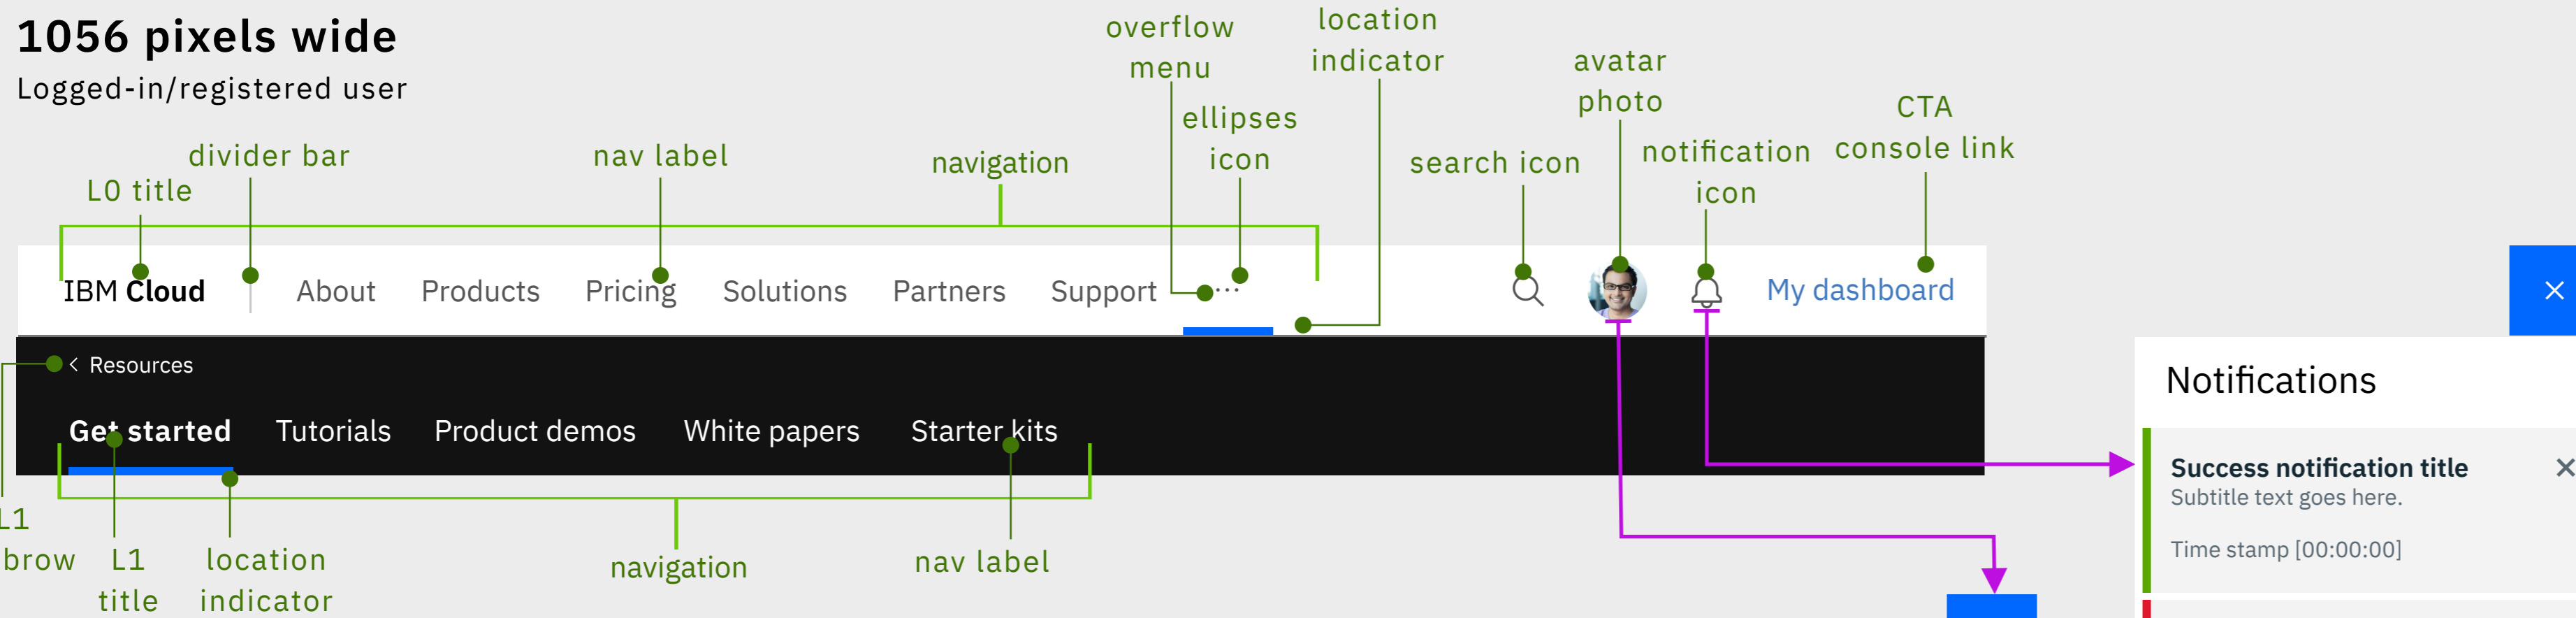 1056 pixels wide
Logged-in/registered user
overflow
menu
location
indicator
ellipses
icon
avatar
photo
CTA
console link
divider bar
nav label
navigation
search icon
notification
icon
L0 title
IBM Cloud
About
Products
Pricing
Solutions
Partners
Support
...
My dashboard
< Resources
Get started
Tutorials
Product demos
White papers
Starter kits
Notifications
Success notification title
Subtitle text goes here.
Time stamp [00:00:00]
L1
brow
L1
title
location
indicator
navigation
nav label